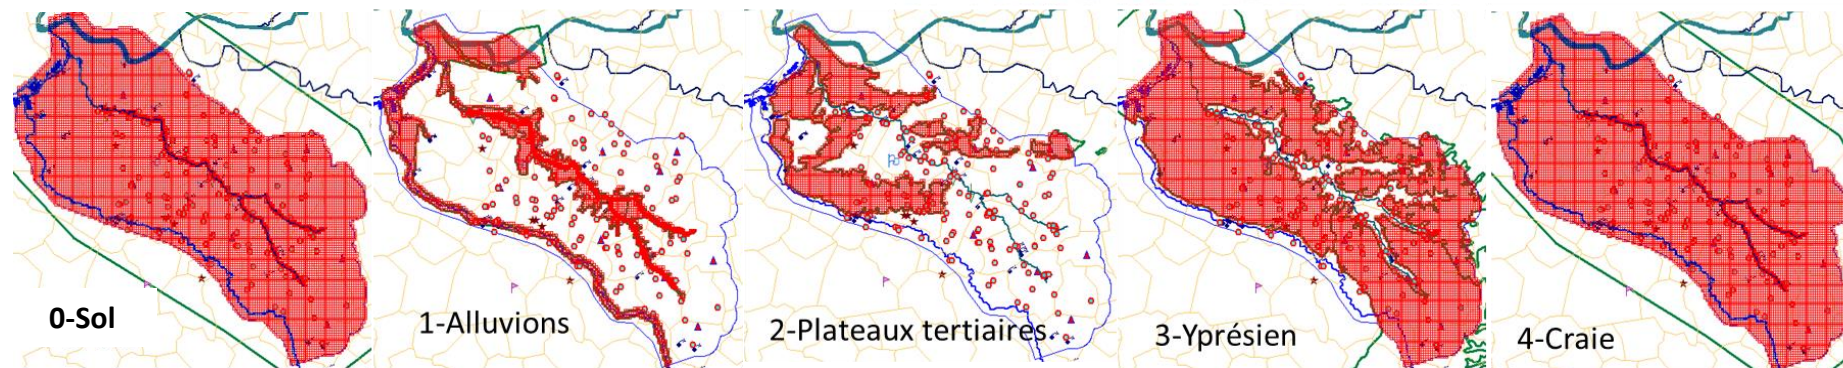 0-Sol
1-Alluvions
2-Plateaux tertiaires
3-Yprésien
4-Craie